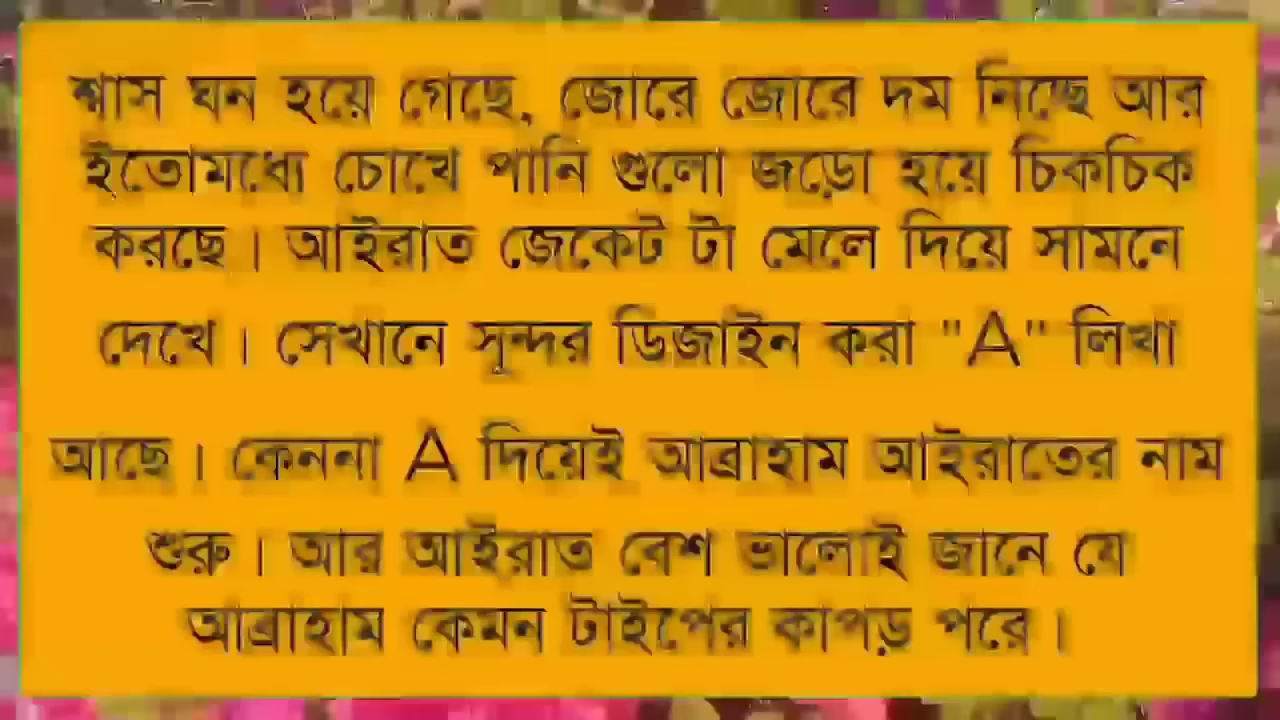 শ্বাস ঘন হয়ে গেছে, জোরে জোরে দম নিচ্ছে আর
ইতোমধ্যে চোখে পানি গুলো জড়ো হয়ে চিকচিক
করছে। আইরাত জেকেট টা মেলে দিয়ে সামনে
দেখে। সেখানে সুন্দর ডিজাইন করা "A" লিখা
আছে। কেননা A দিয়েই আব্রাহাম আইরাতের নাম
শুরু। আর আইরাত বেশ ভালোই জানে যে
আব্রাহাম কেমন টাইপের কাপড় পরে।